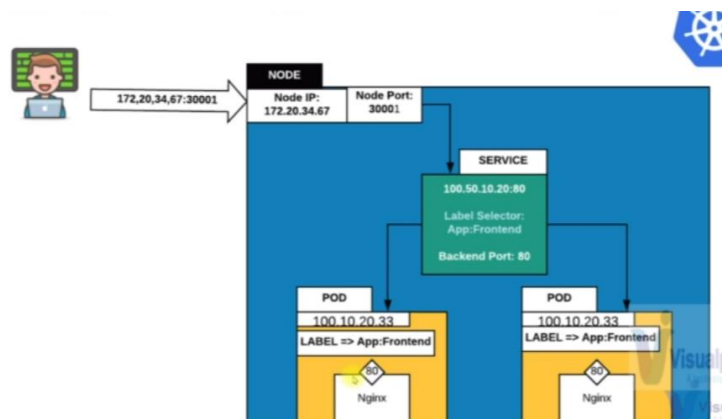 NODE
172,20,34,67:30001
Node IP:
172.20.34.67
Node Port:
30001
SERVICE
100.50.10.20:80
Label Selector:
App:Frontend
Backend Port: 80
POD
100.10.20.33
LABEL => App:Frontend
80
Nginx
POD
100.10.20.33
LABEL => App:Frontend
80
Nginx